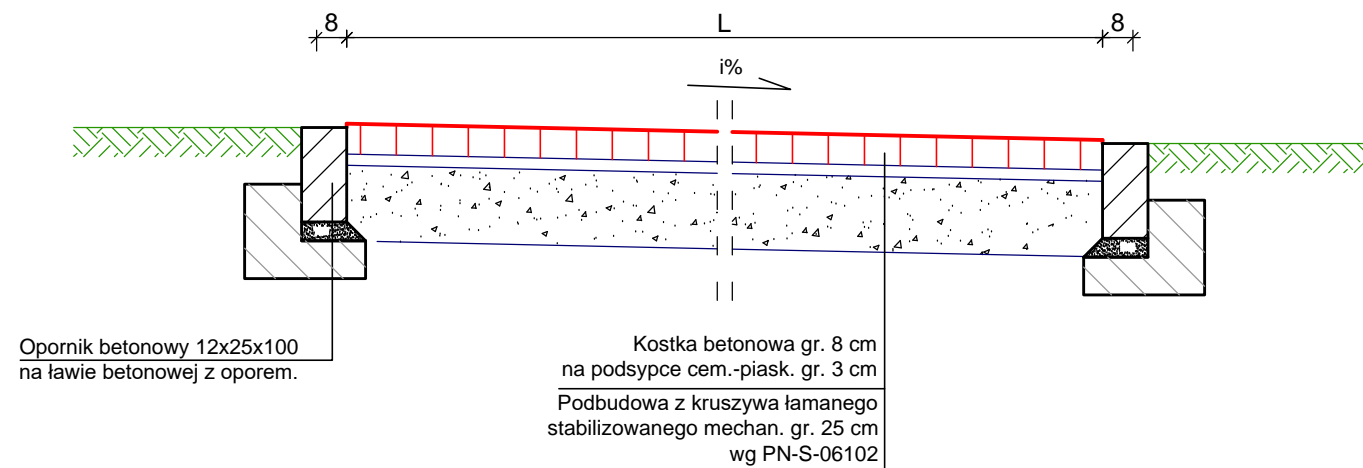 8
L
8
i%
Opornik betonowy 12x25x100
na ławie betonowej z oporem.
Kostka betonowa gr. 8 cm
na podsypce cem.-piask. gr. 3 cm
Podbudowa z kruszywa łamanego
stabilizowanego mechan. gr. 25 cm
wg PN-S-06102